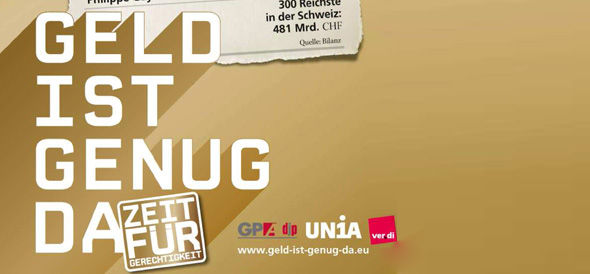 300 Reichste
in der Schweiz:
481 Mrd. CHF
Quelle: Bilanz
GELD
IST
GENUG
DA
ZEIT
FÜR
GERECHTIGKEIT
GPA djp UNiA ver di
www.geld-ist-genug-da.eu